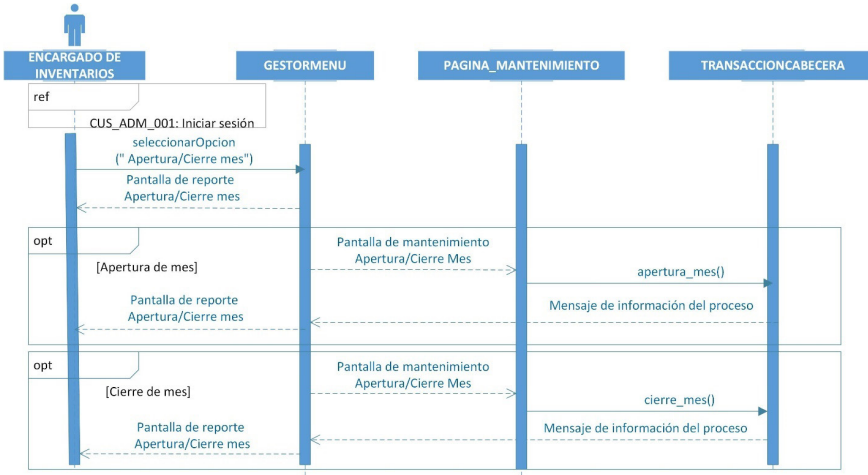 ENCARGADO DE
INVENTARIOS
GESTORMENU
PAGINA_MANTENIMIENTO
TRANSACCIONCABECERA
ref
CUS_ADM_001: Iniciar sesión
seleccionarOpcion
(" Apertura/Cierre mes")
Pantalla de reporte
Apertura/Cierre mes
opt
[Apertura de mes]
Pantalla de mantenimiento
Apertura/Cierre Mes
apertura_mes()
Mensaje de información del proceso
Pantalla de reporte
Apertura/Cierre mes
opt
[Cierre de mes]
Pantalla de mantenimiento
Apertura/Cierre Mes
cierre_mes()
Mensaje de información del proceso
Pantalla de reporte
Apertura/Cierre mes